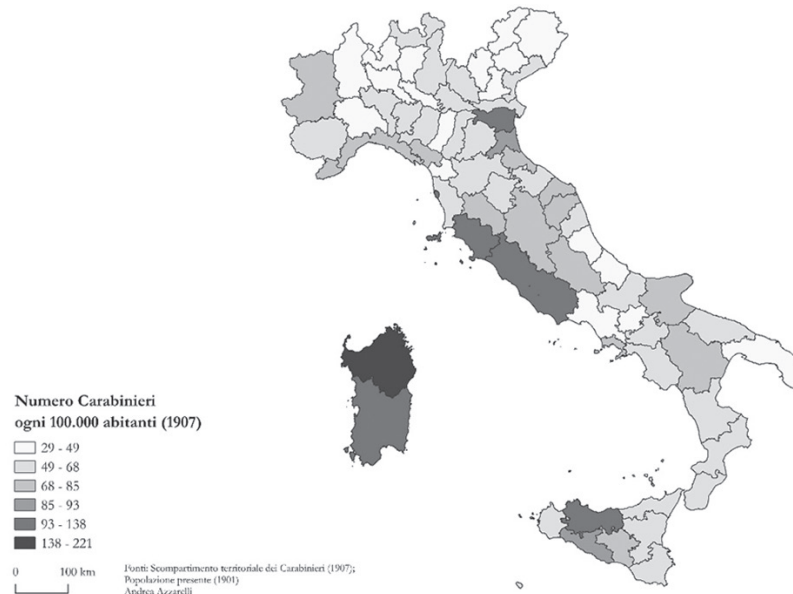 Numero Carabinieri
ogni 100.000 abitanti (1907)
29 - 49
49 - 68
68 - 85
85 - 93
93 - 138
138 - 221
0 100 km
Fonti: Scompartimento territoriale dei Carabinieri (1907);
Popolazione presente (1901)
Andrea Azzarelli